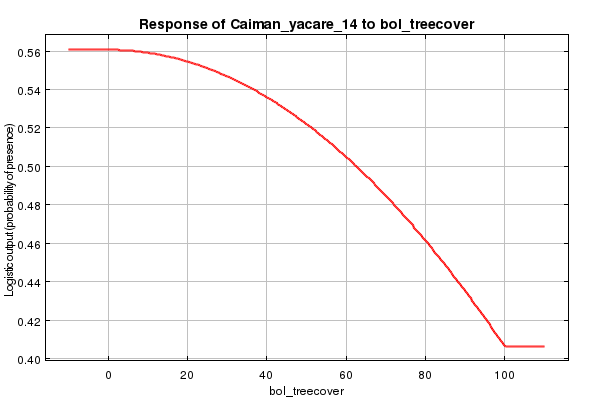 Response of Caiman_yacare_14 to bol_treecover
Logistic output (probability of presence)
0.56
0.54
0.52
0.50
0.48
0.46
0.44
0.42
0.40
0 20 40 60 80 100
bol_treecover